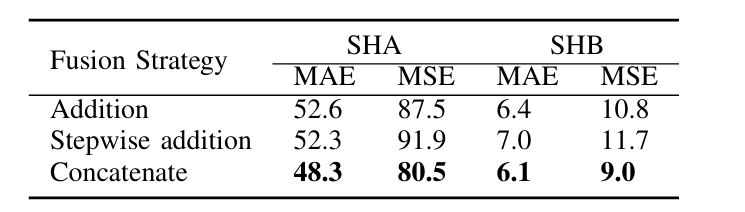 Fusion Strategy SHA SHB
MAE MSE MAE MSE
Addition 52.6 87.5 6.4 10.8
Stepwise addition 52.3 91.9 7.0 11.7
Concatenate 48.3 80.5 6.1 9.0